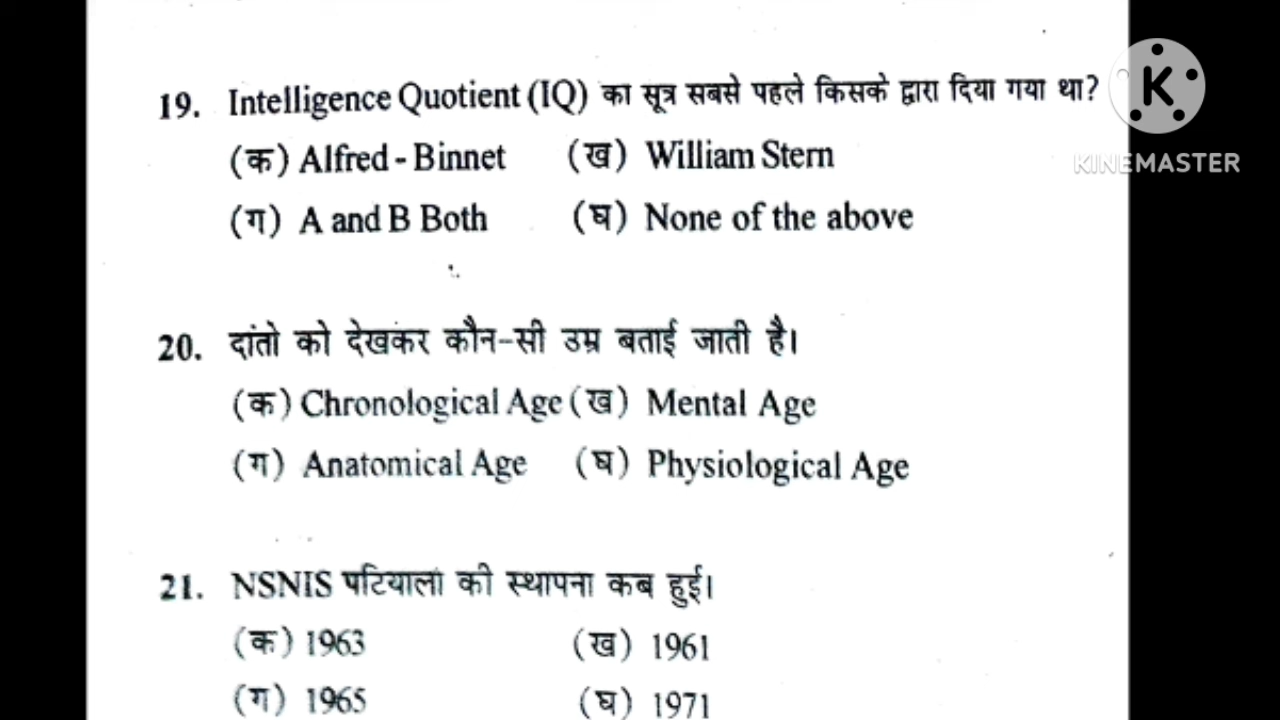 19. Intelligence Quotient (IQ) का सूत्र सबसे पहले किसके द्वारा दिया गया था?
(क) Alfred - Binnet (ख) William Stern
(ग) A and B Both (घ) None of the above
K
KINEMASTER
20. दांतो को देखकर कौन-सी उम्र बताई जाती है।
(क) Chronological Age (ख) Mental Age
(ग) Anatomical Age (घ) Physiological Age
21. NSNIS पटियाला की स्थापना कब हुई।
(क) 1963 (ख) 1961
(ग) 1965 (घ) 1971